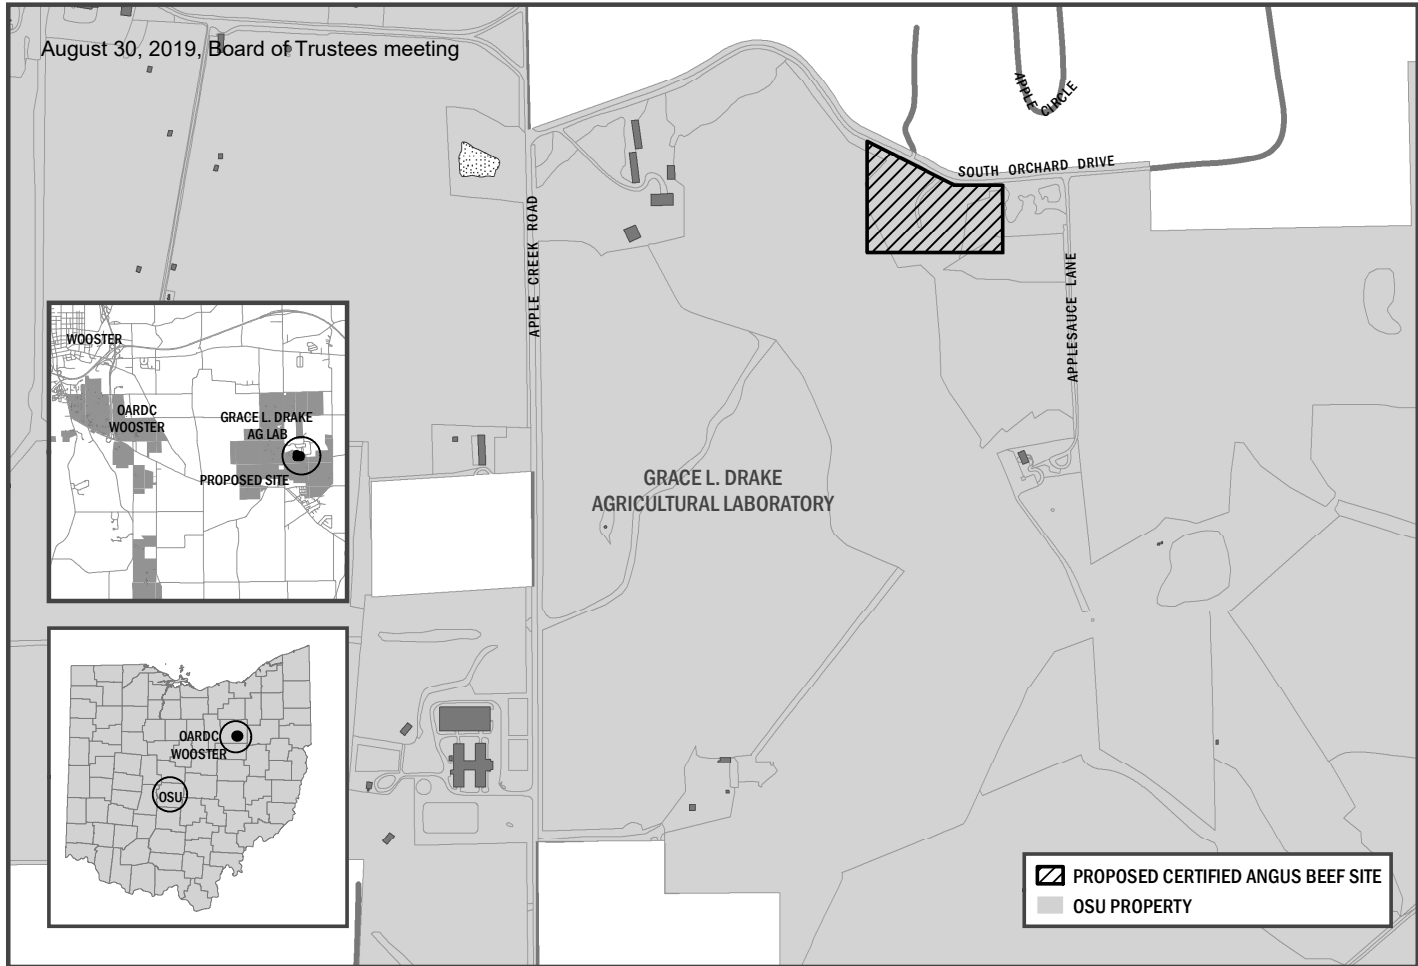 August 30, 2019, Board of Trustees meeting
APPLE CIRCLE
SOUTH ORCHARD DRIVE
APPLE CREEK ROAD
APPLESAUCE LANE
WOOSTER
OARDC
WOOSTER
GRACE L. DRAKE
AG LAB
PROPOSED SITE
GRACE L. DRAKE
AGRICULTURAL LABORATORY
OARDC
WOOSTER
OSU
PROPOSED CERTIFIED ANGUS BEEF SITE
OSU PROPERTY